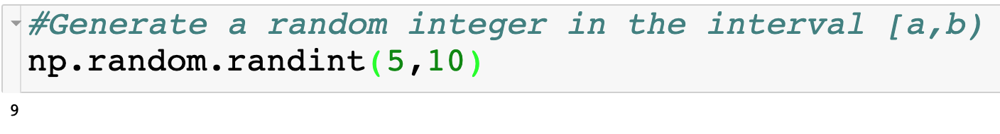 #Generate a random integer in the interval [a,b)
np.random.randint(5,10)
9